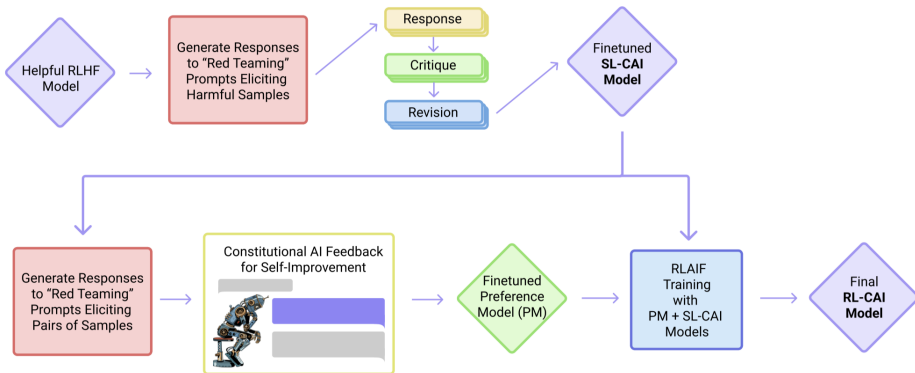 Helpful RLHF
Model
Generate Responses
to “Red Teaming”
Prompts Eliciting
Harmful Samples
Response
Critique
Revision
Finetuned
SL-CAI
Model
Generate Responses
to “Red Teaming”
Prompts Eliciting
Pairs of Samples
Constitutional AI Feedback
for Self-Improvement
Finetuned
Preference
Model (PM)
RLAIF
Training
with
PM + SL-CAI
Models
Final
RL-CAI
Model